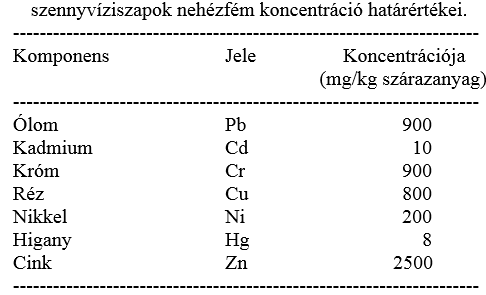 szennyvíziszapok nehézfém koncentráció határértékei.
--------------------------------------------------------------------
Komponens Jele Koncentrációja
(mg/kg szárazanyag)
--------------------------------------------------------------------
Ólom Pb 900
Kadmium Cd 10
Króm Cr 900
Réz Cu 800
Nikkel Ni 200
Higany Hg 8
Cink Zn 2500
--------------------------------------------------------------------